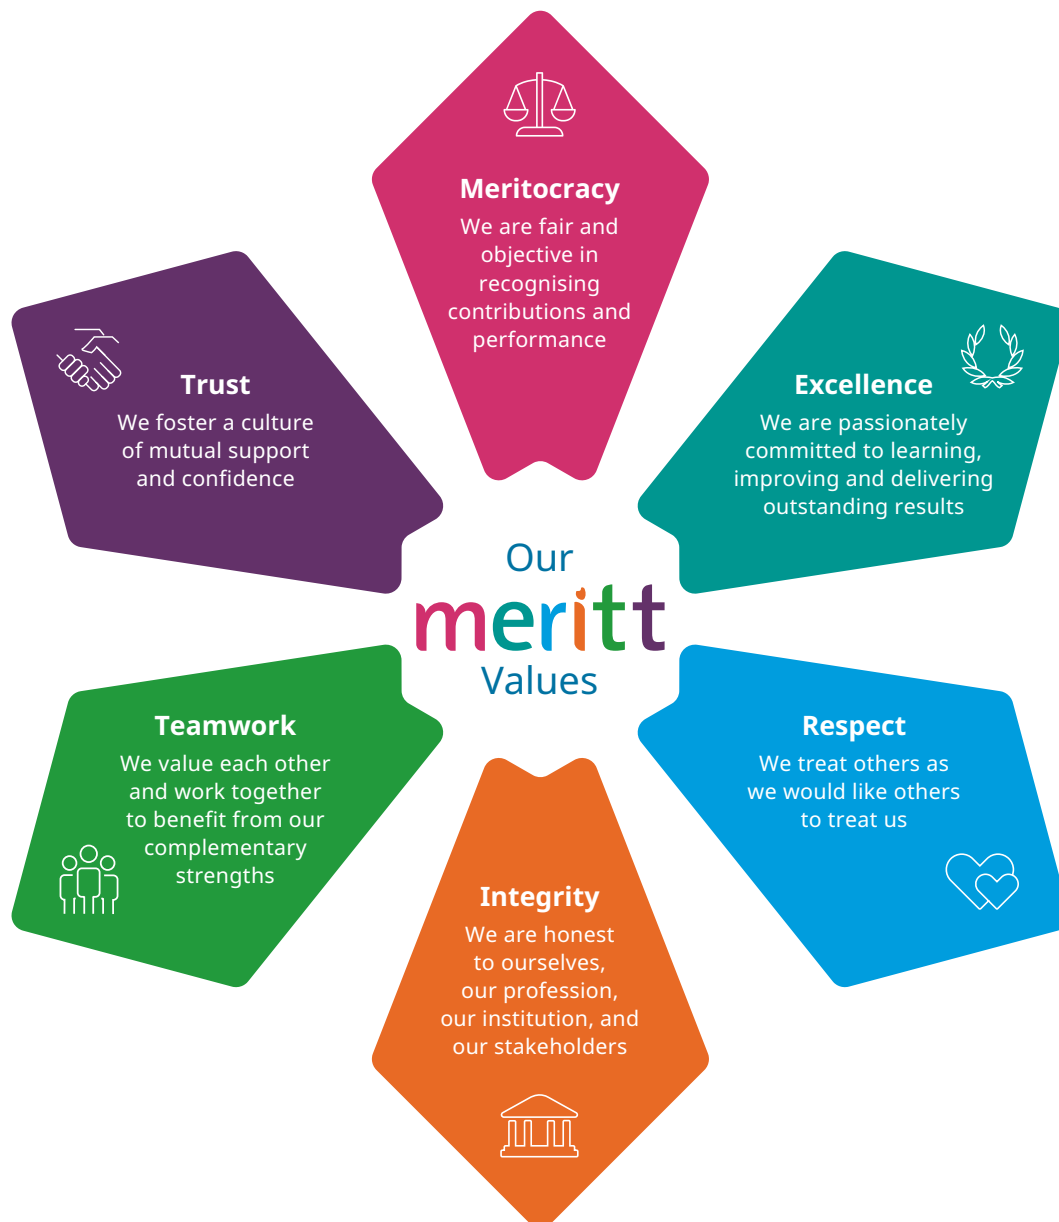 Meritocracy
We are fair and
objective in
recognising
contributions and
performance
Trust
We foster a culture
of mutual support
and confidence
Excellence
We are passionately
committed to learning,
improving and delivering
outstanding results
Our
meritt
Values
Teamwork
We value each other
and work together
to benefit from our
complementary
strengths
Respect
We treat others as
we would like others
to treat us
Integrity
We are honest
to ourselves,
our profession,
our institution, and
our stakeholders